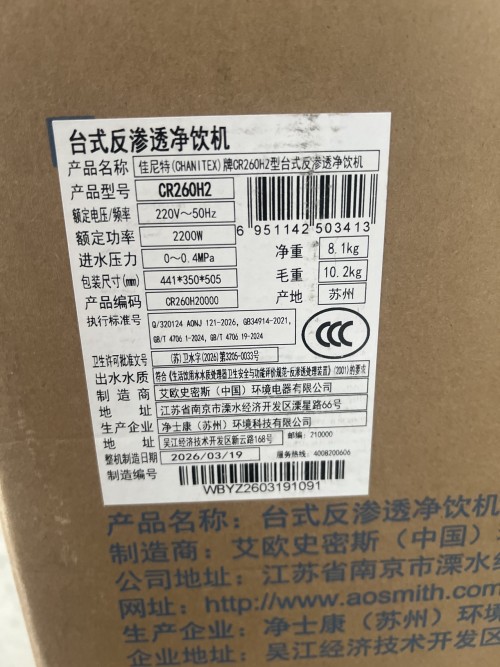 台式反渗透净饮机
产品名称 佳尼特(CHANITEX)牌CR260H2型台式反渗透净饮机
产品型号 CR260H2
额定电压/频率 220V～50Hz
6 951142 503413
额定功率 2200W
净重 8.1kg
进水压力 0～0.4MPa
毛重 10.2kg
包装尺寸(mm) 441*350*505
产地 苏州
产品编码 CR260H20000
执行标准号 Q/320124 AONJ 121-2026, GB34914-2021,
GB/T 4706 1-2024, GB/T 4706 19-2024
CCC
卫生许可批准文号 (苏)卫水字(2026)第3205-0033号
出水水质 符合《生活饮用水水质处理器卫生安全与功能评价规范-反渗透处理装置》(2001)的要求
制造商 艾欧史密斯（中国）环境电器有限公司
地址 江苏省南京市溧水经济开发区溧星路66号
生产企业 净士康（苏州）环境科技有限公司
地址 吴江经济技术开发区新云路168号 邮编: 210000
整机制造日期 2026/03/19 服务热线: 4008200606
制造编号
WBYZ2603191091
产品名称：台式反渗透净饮机
制造商：艾欧史密斯（中国）
公司地址：江苏省南京市溧水经
网址：http://www.aosmith.com
生产企业：净士康（苏州）环境
吴江经济技术开发区